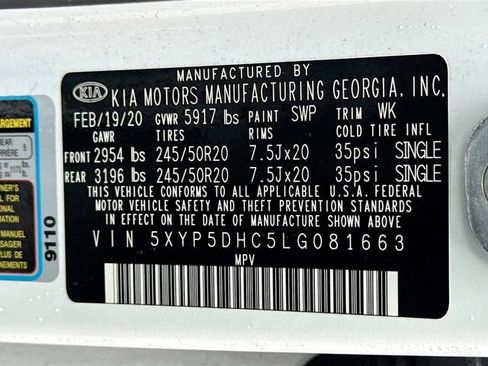 MANUFACTURED BY
KIA KIA MOTORS MANUFACTURING GEORGIA, INC.
FEB/19/20 GVWR 5917 lbs PAINT SWP TRIM WK
GAWR TIRES RIMS COLD TIRE INFL
FRONT 2954 lbs 245/50R20 7.5Jx20 35psi SINGLE
REAR 3196 lbs 245/50R20 7.5Jx20 35psi SINGLE
THIS VEHICLE CONFORMS TO ALL APPLICABLE U.S.A. FEDERAL
MOTOR VEHICLE SAFETY AND THEFT PREVENTION STANDARDS
IN EFFECT ON THE DATE OF MANUFACTURE SHOWN ABOVE.
VIN 5XYP5DHC5LG081663
MPV
9110